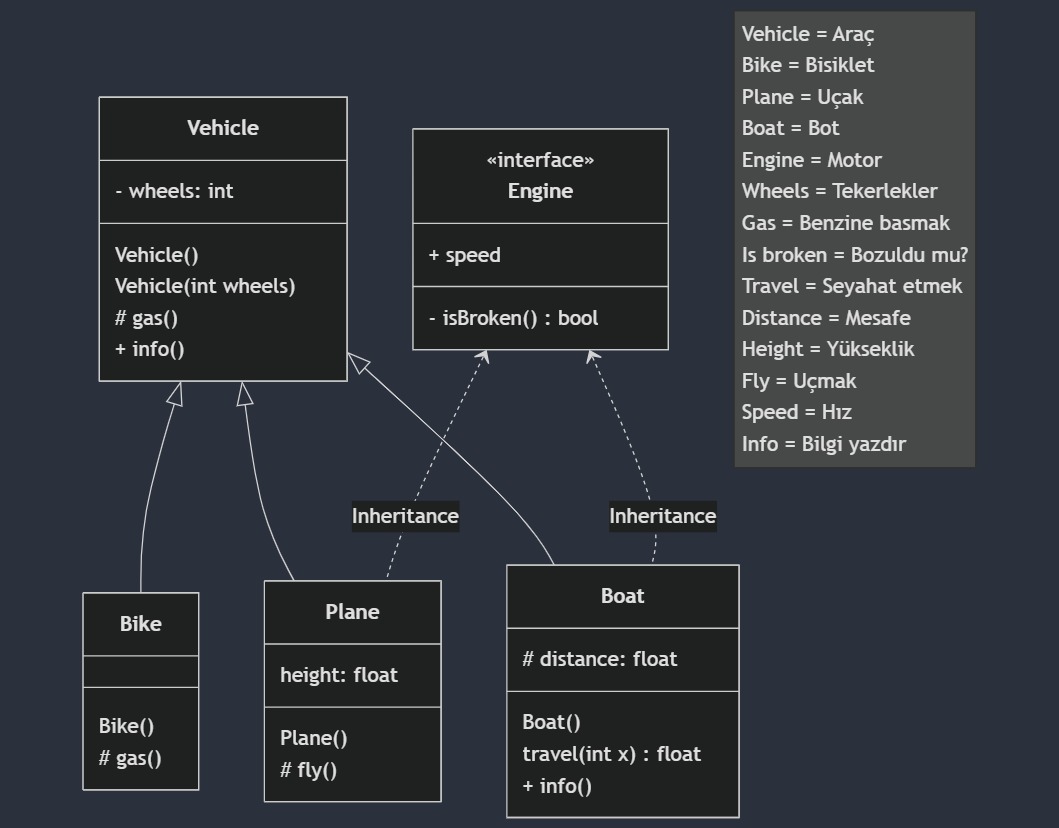 Vehicle
- wheels: int
Vehicle()
Vehicle(int wheels)
# gas()
+ info()
«interface»
Engine
+ speed
- isBroken() : bool
Vehicle = Araç
Bike = Bisiklet
Plane = Uçak
Boat = Bot
Engine = Motor
Wheels = Tekerlekler
Gas = Benzine basmak
Is broken = Bozuldu mu?
Travel = Seyahat etmek
Distance = Mesafe
Height = Yükseklik
Fly = Uçmak
Speed = Hız
Info = Bilgi yazdır
Inheritance
Inheritance
Bike
Bike()
# gas()
Plane
height: float
Plane()
# fly()
Boat
# distance: float
Boat()
travel(int x) : float
+ info()